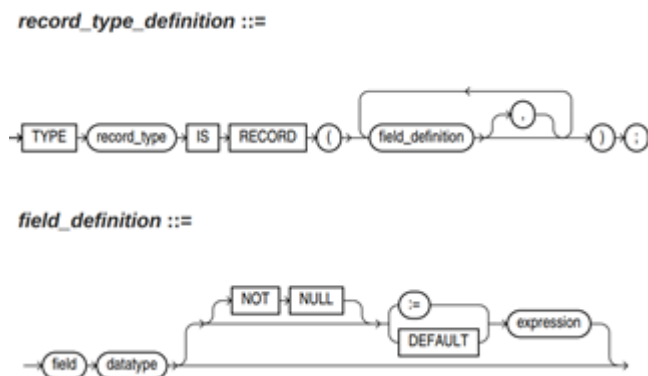 record_type_definition ::=
TYPE record_type IS RECORD ( field_definition , ) ;
field_definition ::=
NOT NULL := DEFAULT expression
field datatype